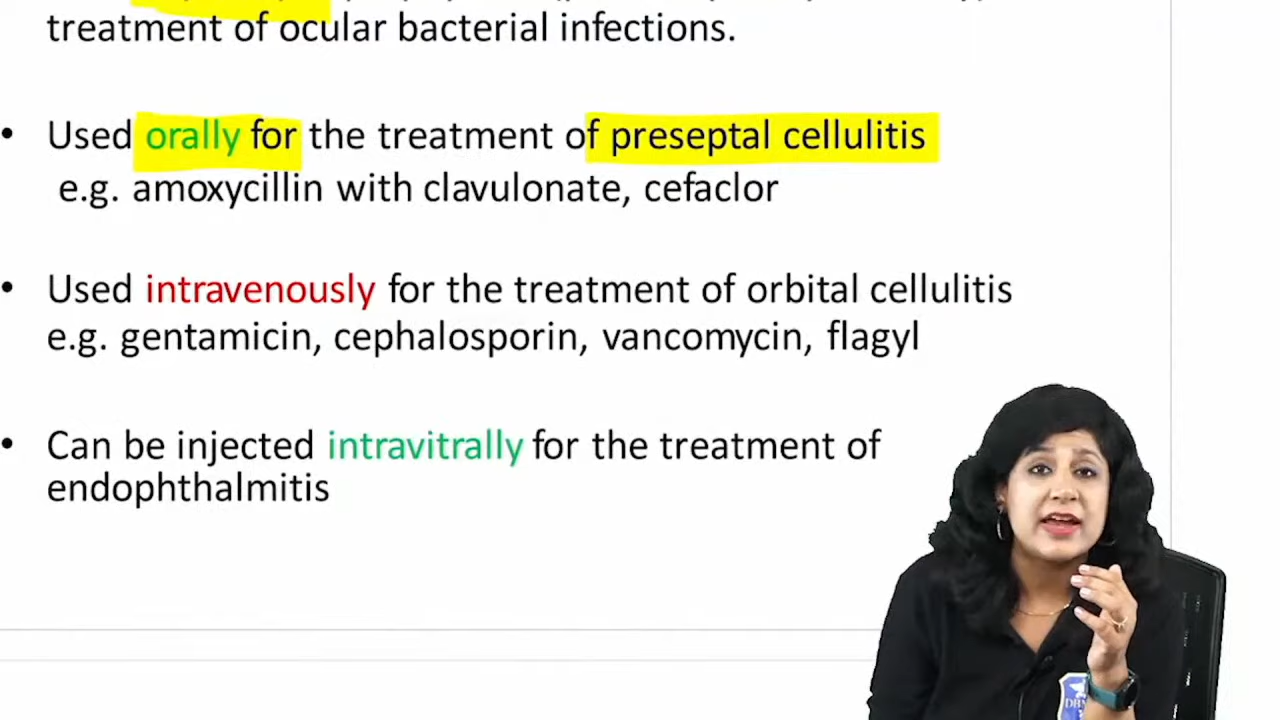 treatment of ocular bacterial infections.
• Used orally for the treatment of preseptal cellulitis
e.g. amoxycillin with clavulonate, cefaclor
• Used intravenously for the treatment of orbital cellulitis
e.g. gentamicin, cephalosporin, vancomycin, flagyl
• Can be injected intravitrally for the treatment of
endophthalmitis